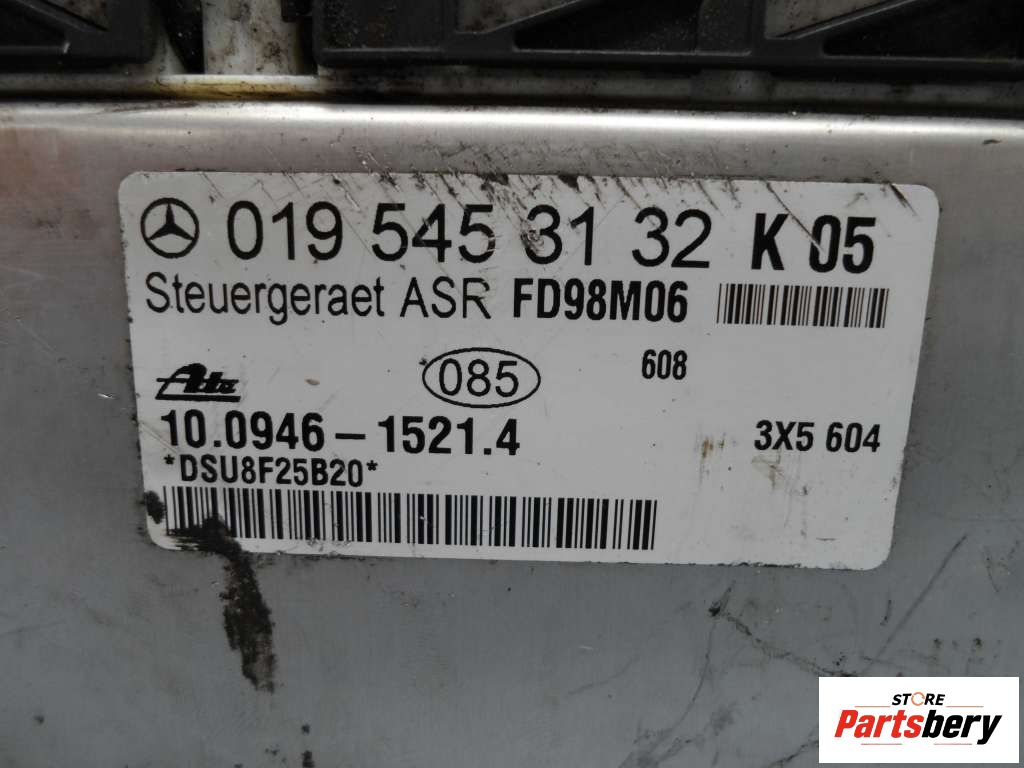 019 545 31 32 K 05
Steuergeraet ASR FD98M06
085 608
Ate
10.0946-1521.4 3X5 604
*DSU8F25B20*
STORE
Partsbery